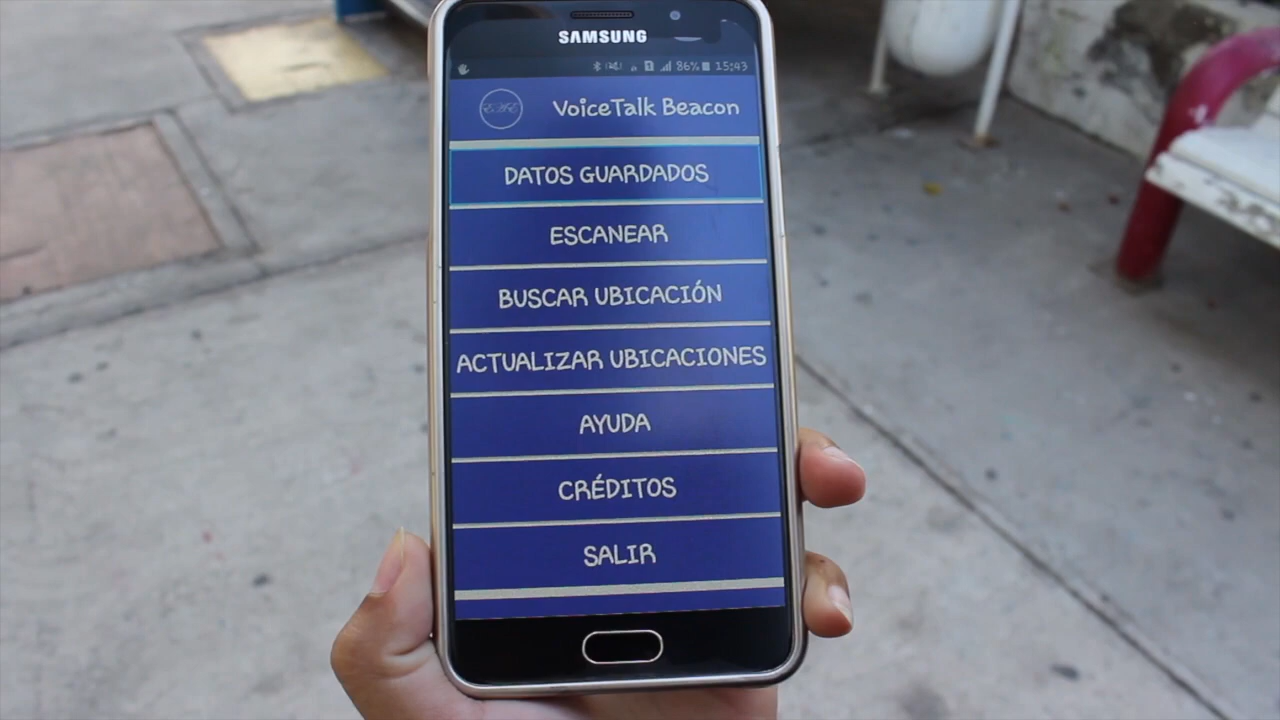 SAMSUNG
86% 15:43
VoiceTalk Beacon
DATOS GUARDADOS
ESCANEAR
BUSCAR UBICACIÓN
ACTUALIZAR UBICACIONES
AYUDA
CRÉDITOS
SALIR